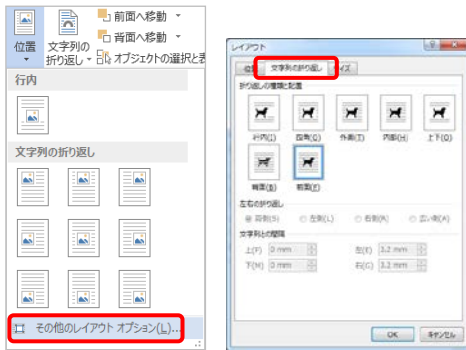 前面へ移動
背面へ移動
オブジェクトの選択と表
位置
文字列の
折り返し
行内
文字列の折り返し
その他のレイアウト オプション(L)...
レイアウト
位置 文字列の折り返し サイズ
折り返しの種類と配置
行内(I) 四角(Q) 外周(T) 内部(H) 上下(O)
背面(B) 前面(F)
左右の折り返し
両側(S) 左側(L) 右側(R) 広い側(A)
文字列との間隔
上(P) 0 mm 左(E) 3.2 mm
下(M) 0 mm 右(G) 3.2 mm
OK キャンセル